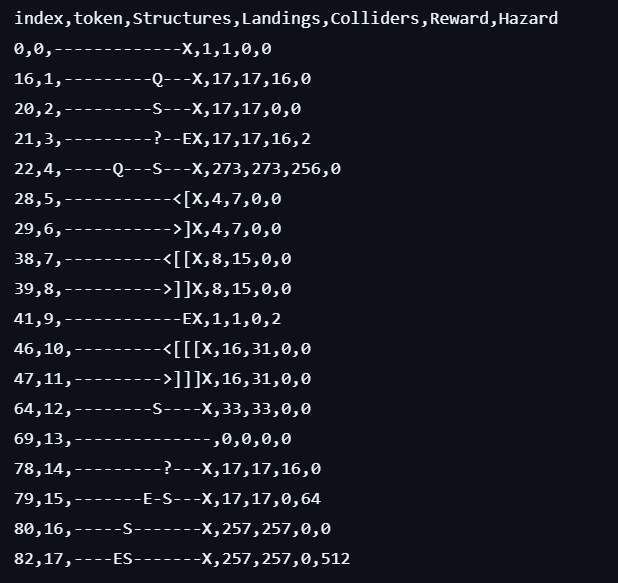 index,token,Structures,Landings,Colliders,Reward,Hazard
0,0,-------------X,1,1,0,0
16,1,---------Q---X,17,17,16,0
20,2,---------S---X,17,17,0,0
21,3,---------?--EX,17,17,16,2
22,4,-----Q---S---X,273,273,256,0
28,5,-----------<[X,4,7,0,0
29,6,----------->]X,4,7,0,0
38,7,----------<[[X,8,15,0,0
39,8,---------->]]X,8,15,0,0
41,9,------------EX,1,1,0,2
46,10,---------<[[[X,16,31,0,0
47,11,--------->]]]X,16,31,0,0
64,12,--------S----X,33,33,0,0
69,13,--------------,0,0,0,0
78,14,---------?---X,17,17,16,0
79,15,-------E-S---X,17,17,0,64
80,16,-----S-------X,257,257,0,0
82,17,----ES-------X,257,257,0,512